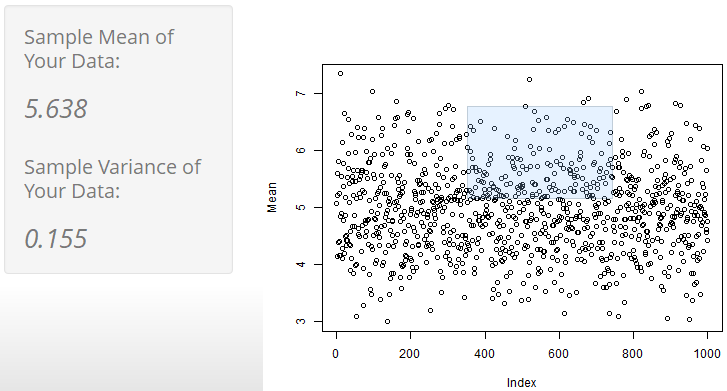 Sample Mean of
Your Data:
5.638
Sample Variance of
Your Data:
0.155
Mean
7
6
5
4
3
0 200 400 600 800 1000
Index